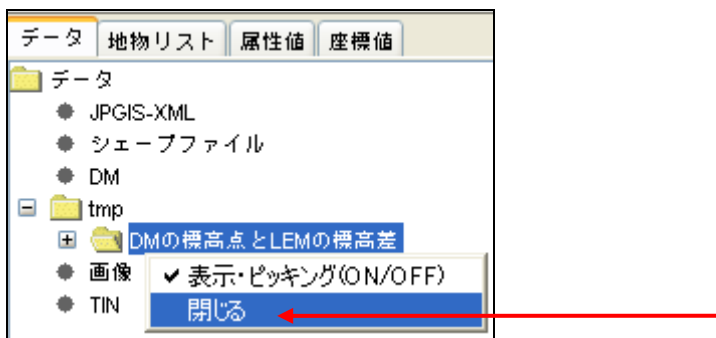 データ 地物リスト 属性値 座標値
データ
JPGIS-XML
シェープファイル
DM
tmp
DMの標高点とLEMの標高差
画像 ✔表示・ピッキング(ON/OFF)
TIN 閉じる